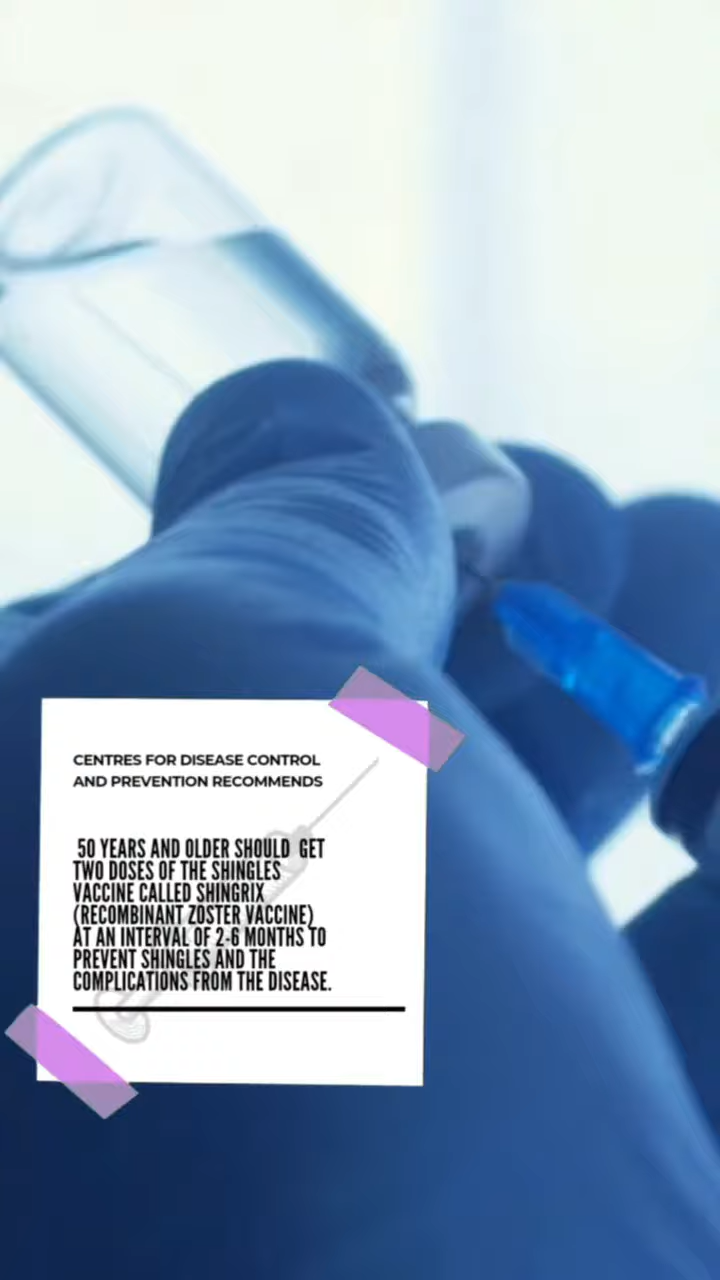 CENTRES FOR DISEASE CONTROL
AND PREVENTION RECOMMENDS
50 YEARS AND OLDER SHOULD GET
TWO DOSES OF THE SHINGLES
VACCINE CALLED SHINGRIX
(RECOMBINANT ZOSTER VACCINE)
AT AN INTERVAL OF 2-6 MONTHS TO
PREVENT SHINGLES AND THE
COMPLICATIONS FROM THE DISEASE.